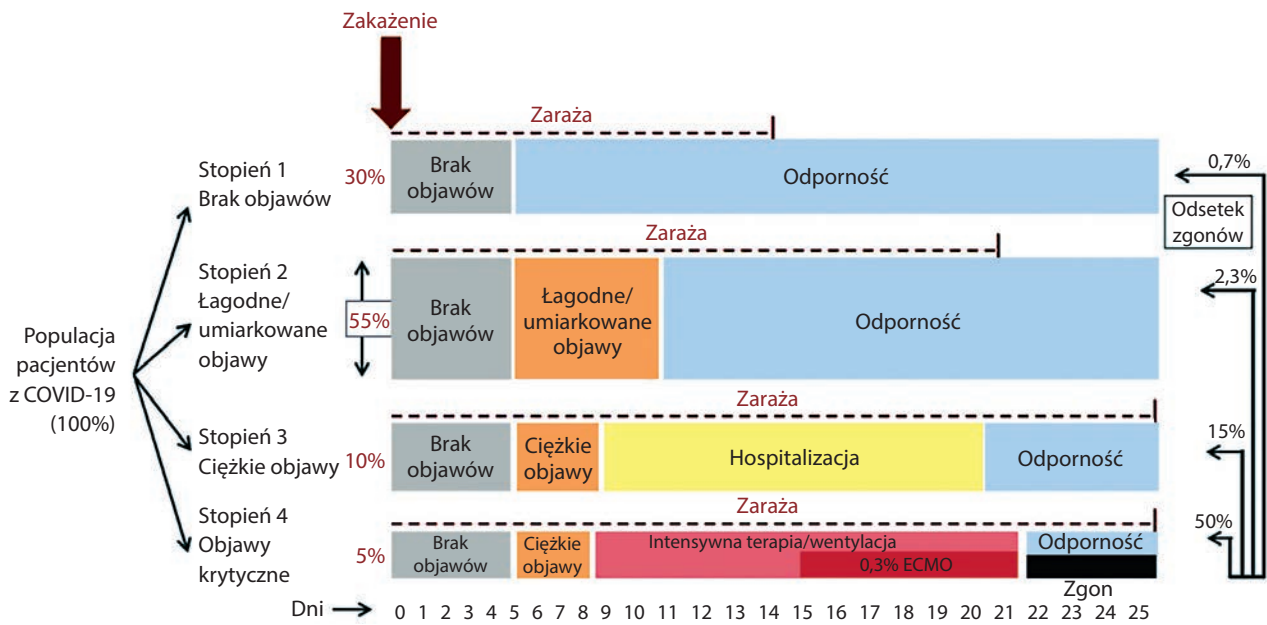 Zakażenie
Populacja
pacjentów
z COVID-19
(100%)
Stopień 1
Brak objawów
30%
Zaraża
Brak
objawów
Odporność
0,7%
Odsetek
zgonów
Stopień 2
Łagodne/
umiarkowane
objawy
55%
Zaraża
Brak
objawów
Łagodne/
umiarkowane
objawy
Odporność
2,3%
Stopień 3
Ciężkie objawy
10%
Zaraża
Brak
objawów
Ciężkie
objawy
Hospitalizacja
Odporność
15%
Stopień 4
Objawy
krytyczne
5%
Zaraża
Brak
objawów
Ciężkie
objawy
Intensywna terapia/wentylacja
0,3% ECMO
Odporność
Zgon
50%
Dni
0 1 2 3 4 5 6 7 8 9 10 11 12 13 14 15 16 17 18 19 20 21 22 23 24 25